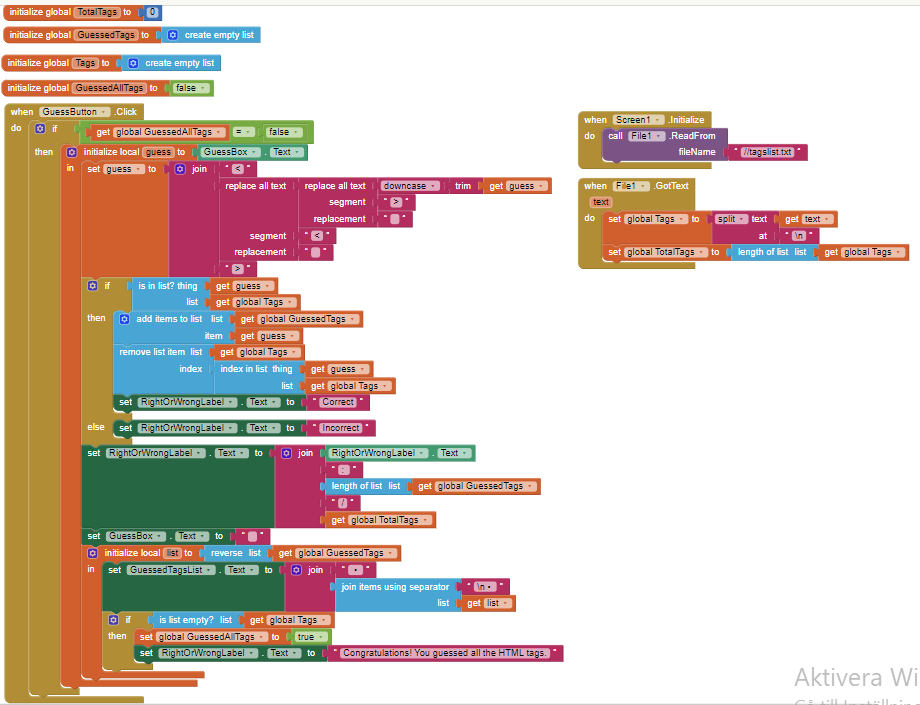 initialize global TotalTags to 0
initialize global GuessedTags to create empty list
initialize global Tags to create empty list
initialize global GuessedAllTags to false
when GuessButton .Click
do if get global GuessedAllTags = false
then initialize local guess to GuessBox . Text
in set guess to join " < "
replace all text replace all text downcase trim get guess
segment " > "
replacement " "
segment " < "
replacement " "
" > "
if is in list? thing get guess
list get global Tags
then add items to list list get global GuessedTags
item get guess
remove list item list get global Tags
index index in list thing get guess
list get global Tags
set RightOrWrongLabel . Text to " Correct "
else set RightOrWrongLabel . Text to " Incorrect "
set RightOrWrongLabel . Text to join RightOrWrongLabel . Text
" : "
length of list list get global GuessedTags
" / "
get global TotalTags
set GuessBox . Text to " "
initialize local list to reverse list get global GuessedTags
in set GuessedTagsList . Text to join " • "
join items using separator " \n • "
list get list
if is list empty? list get global Tags
then set global GuessedAllTags to true
set RightOrWrongLabel . Text to " Congratulations! You guessed all the HTML tags. "
when Screen1 .Initialize
do call File1 .ReadFrom
fileName " //tagslist.txt "
when File1 .GotText
text
do set global Tags to split text get text
at " \n "
set global TotalTags to length of list list get global Tags
Aktivera Wi